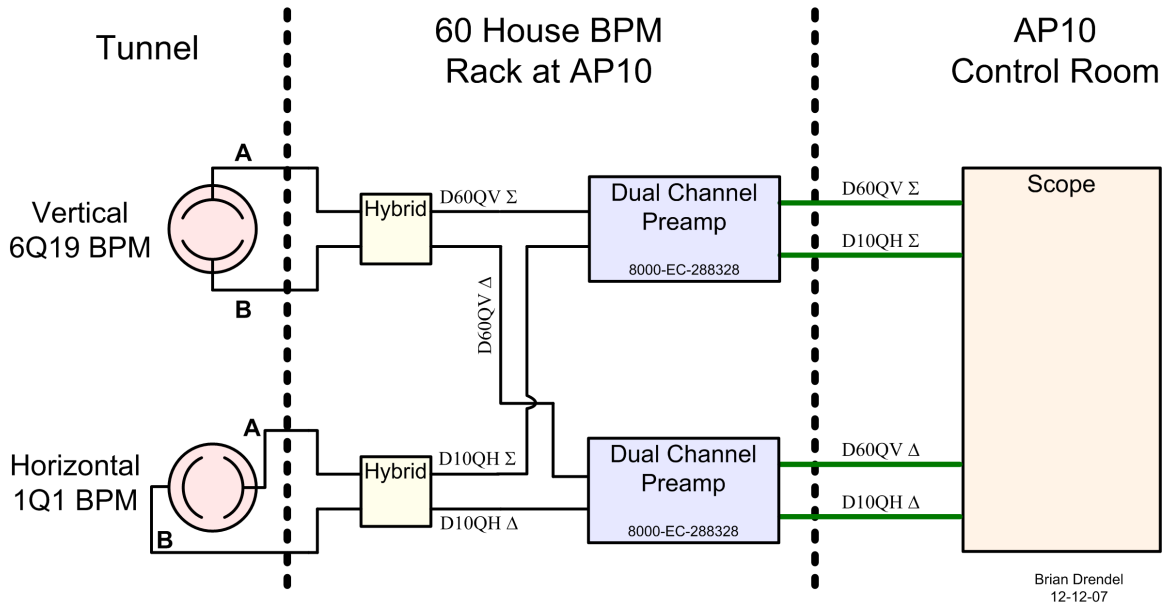 Tunnel
60 House BPM
Rack at AP10
AP10
Control Room
A
Vertical
6Q19 BPM
B
Hybrid
D60QV Σ
D60QV Δ
Dual Channel
Preamp
8000-EC-288328
D60QV Σ
D10QH Σ
Scope
A
Horizontal
1Q1 BPM
B
Hybrid
D10QH Σ
D10QH Δ
Dual Channel
Preamp
8000-EC-288328
D60QV Δ
D10QH Δ
Brian Drendel
12-12-07